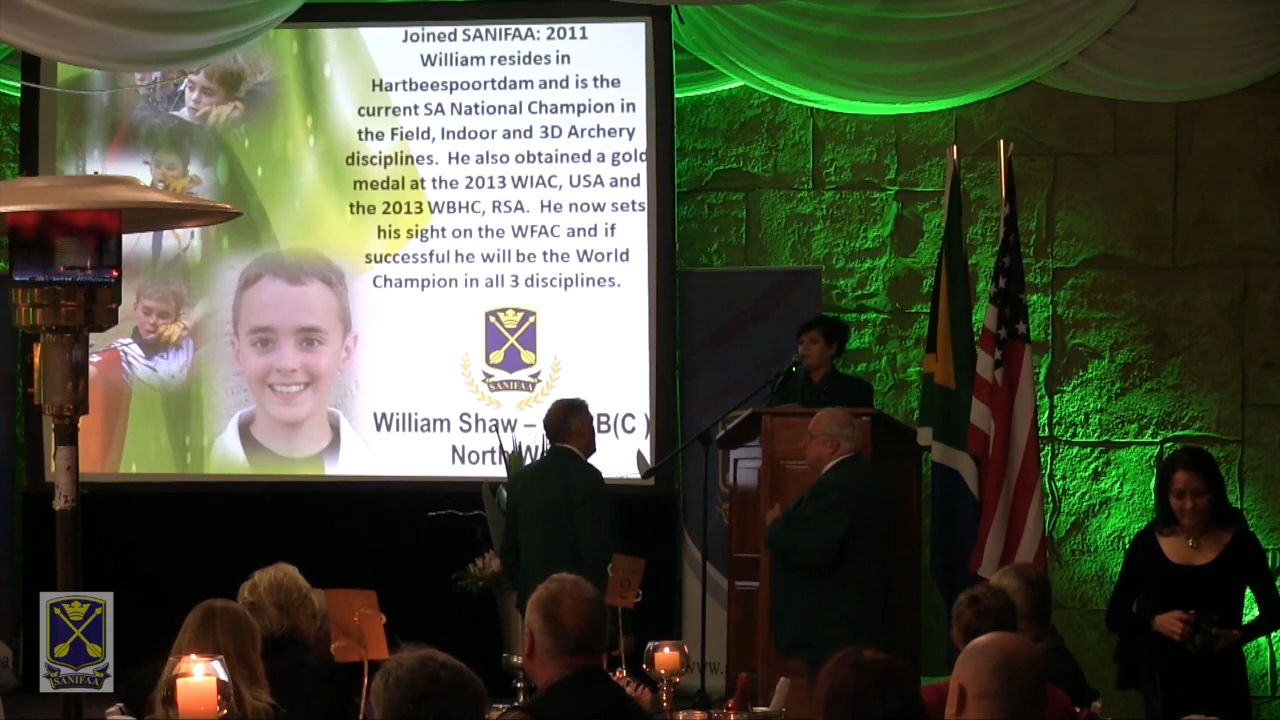 Joined SANIFAA: 2011
William resides in
Hartbeespoortdam and is the
current SA National Champion in
the Field, Indoor and 3D Archery
disciplines. He also obtained a gold
medal at the 2013 WIAC, USA and
the 2013 WBHC, RSA. He now sets
his sight on the WFAC and if
successful he will be the World
Champion in all 3 disciplines.
SANIFAA
William Shaw – B(C )
North W
www.
SANIFAA